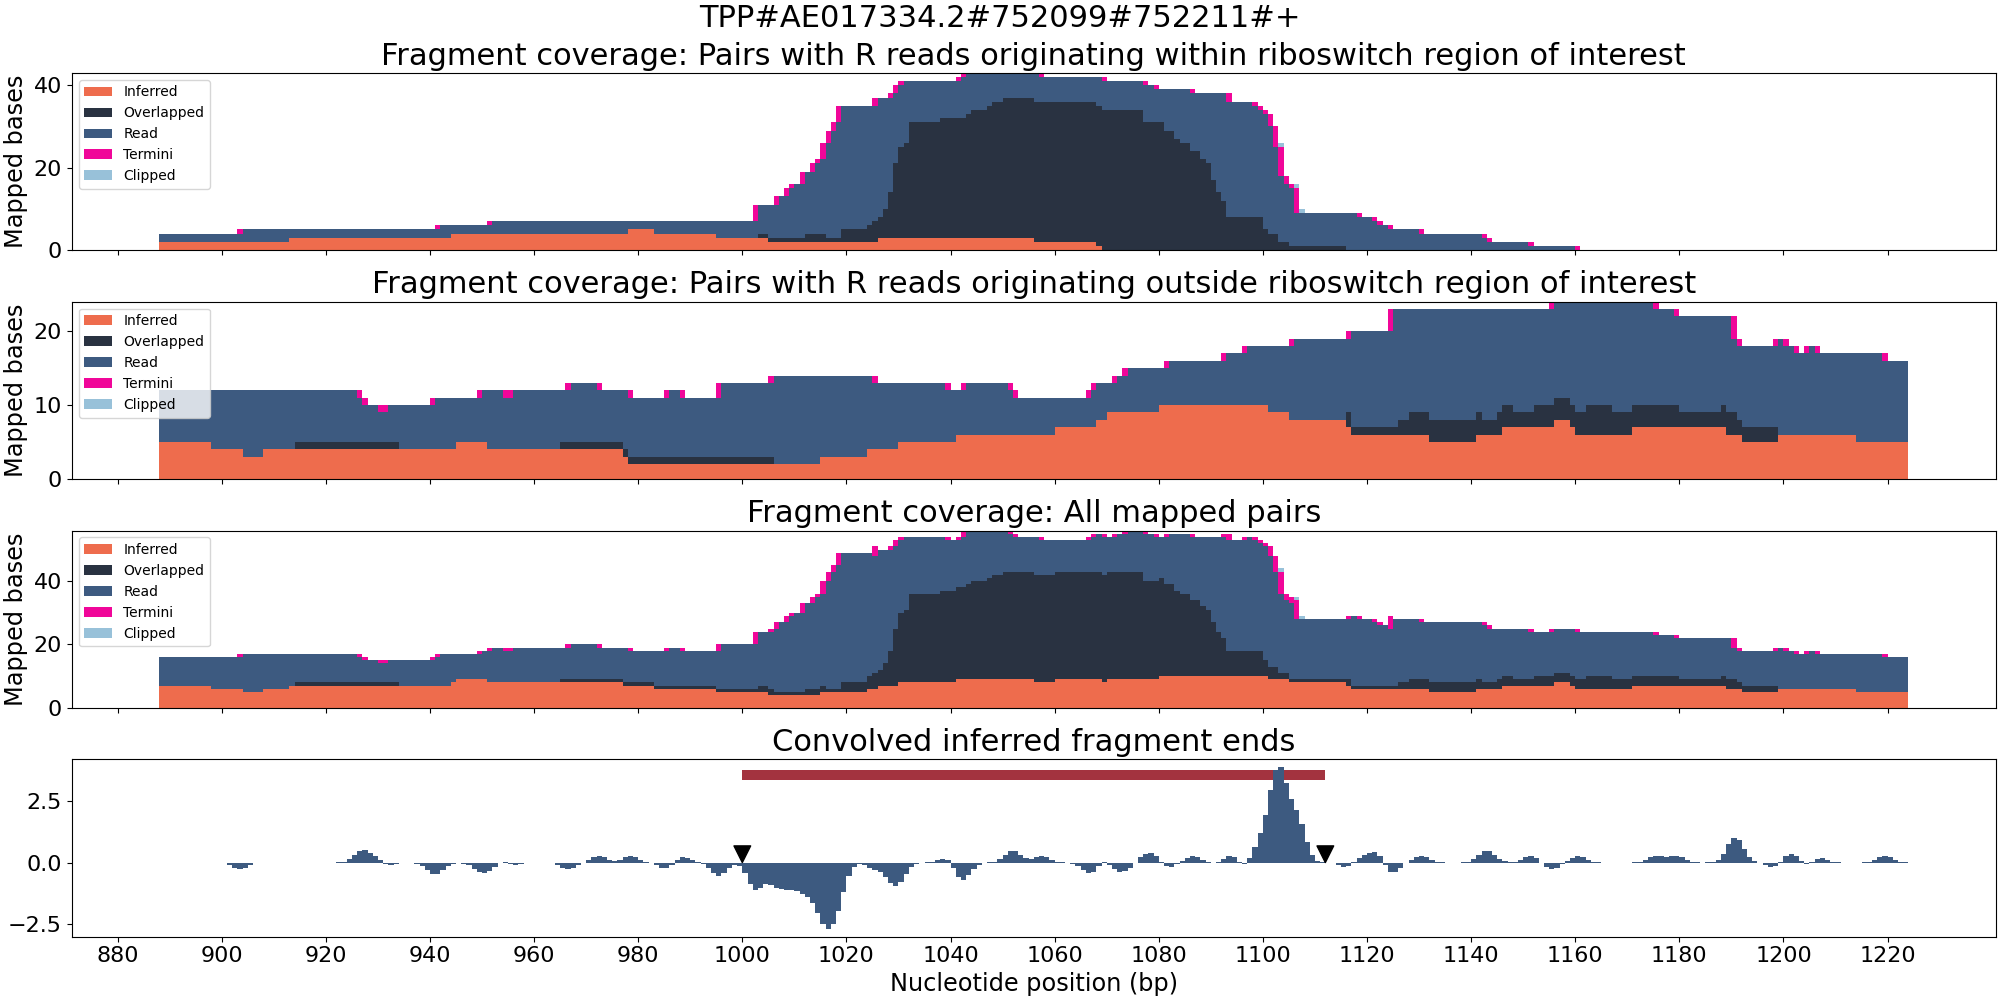 TPP#AE017334.2#752099#752211#+
Fragment coverage: Pairs with R reads originating within riboswitch region of interest
Mapped bases
40
20
0
Inferred
Overlapped
Read
Termini
Clipped
Fragment coverage: Pairs with R reads originating outside riboswitch region of interest
Mapped bases
20
10
0
Inferred
Overlapped
Read
Termini
Clipped
Fragment coverage: All mapped pairs
Mapped bases
40
20
0
Inferred
Overlapped
Read
Termini
Clipped
Convolved inferred fragment ends
2.5
0.0
−2.5
880 900 920 940 960 980 1000 1020 1040 1060 1080 1100 1120 1140 1160 1180 1200 1220
Nucleotide position (bp)